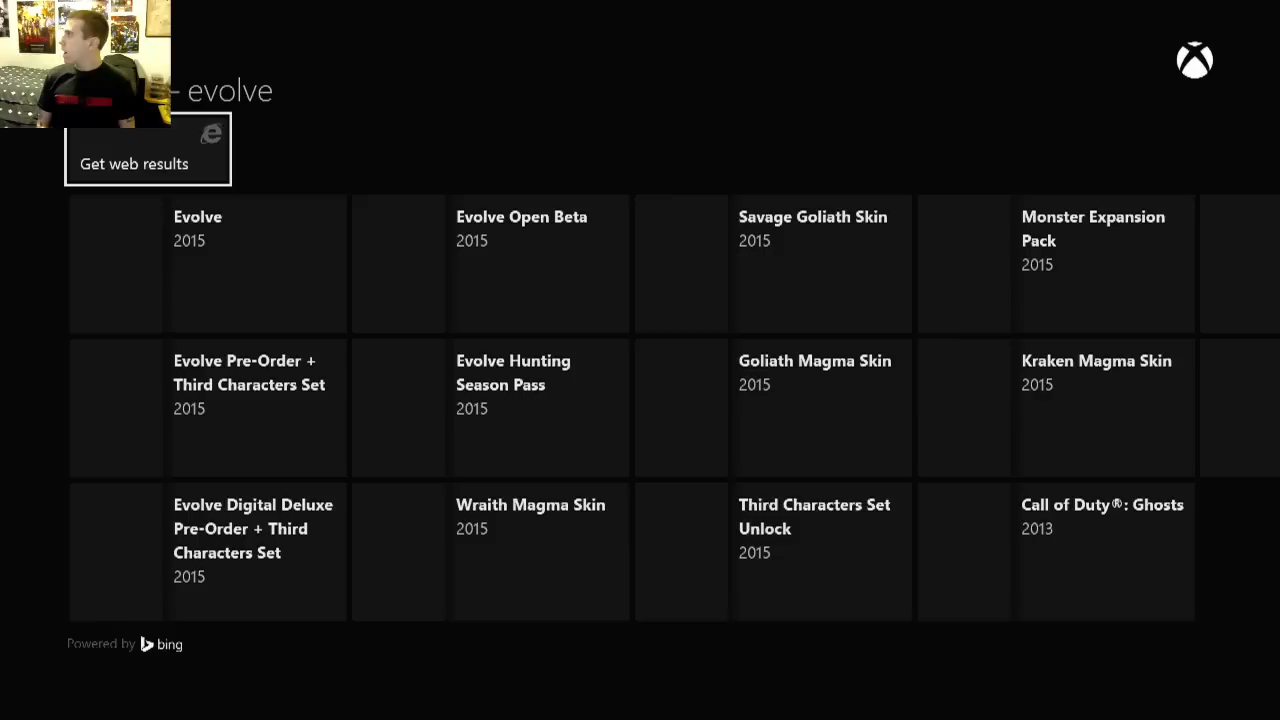 - evolve
Get web results
Evolve
2015
Evolve Open Beta
2015
Savage Goliath Skin
2015
Monster Expansion
Pack
2015
Evolve Pre-Order +
Third Characters Set
2015
Evolve Hunting
Season Pass
2015
Goliath Magma Skin
2015
Kraken Magma Skin
2015
Evolve Digital Deluxe
Pre-Order + Third
Characters Set
2015
Wraith Magma Skin
2015
Third Characters Set
Unlock
2015
Call of Duty®: Ghosts
2013
Powered by bing